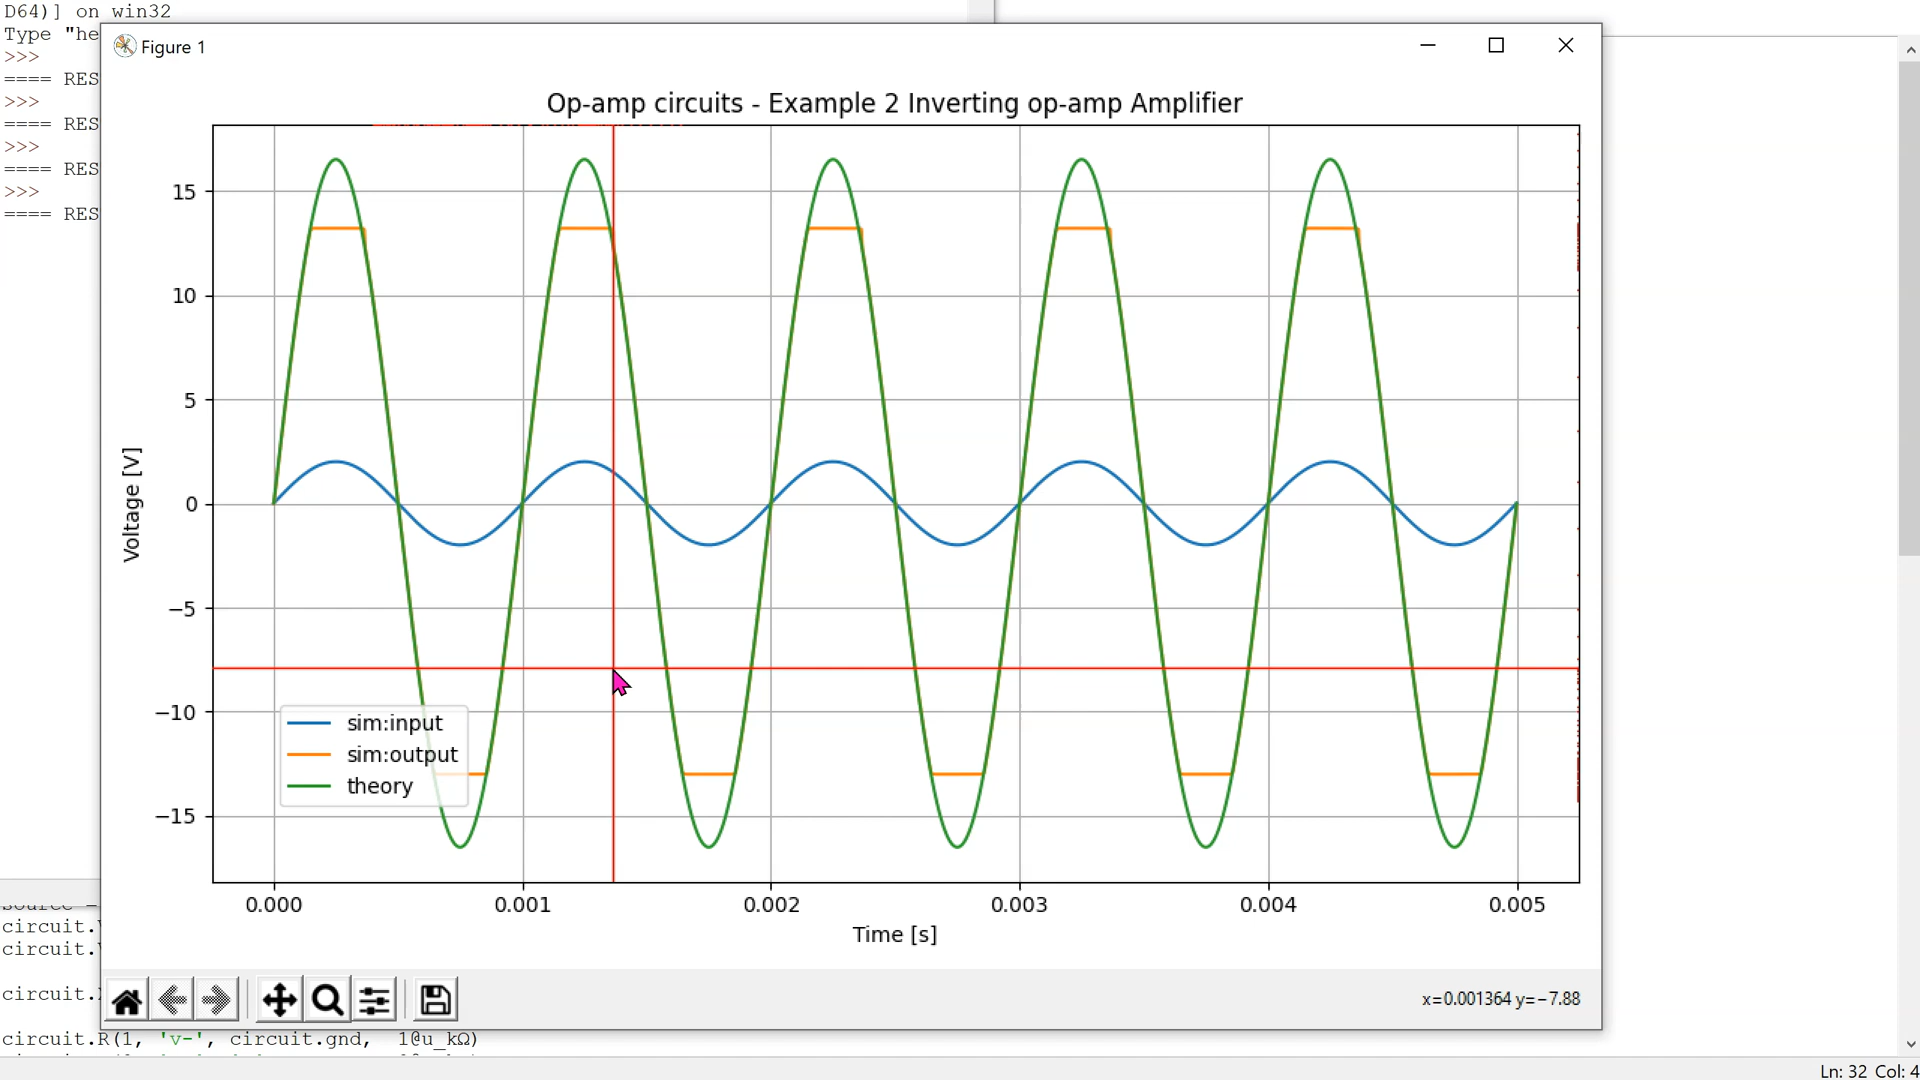 D64)] on win32
Type "he
>>>
==== RES
>>>
==== RES
>>>
==== RES
>>>
==== RES
Figure 1
Op-amp circuits - Example 2 Inverting op-amp Amplifier
Voltage [V]
15
10
5
0
−5
−10
−15
sim:input
sim:output
theory
0.000 0.001 0.002 0.003 0.004 0.005
Time [s]
x=0.001364 y=−7.88
circuit.
circuit.
circuit.
circuit.R(1, 'v-', circuit.gnd, 1@u_kΩ)
Ln: 32 Col: 4